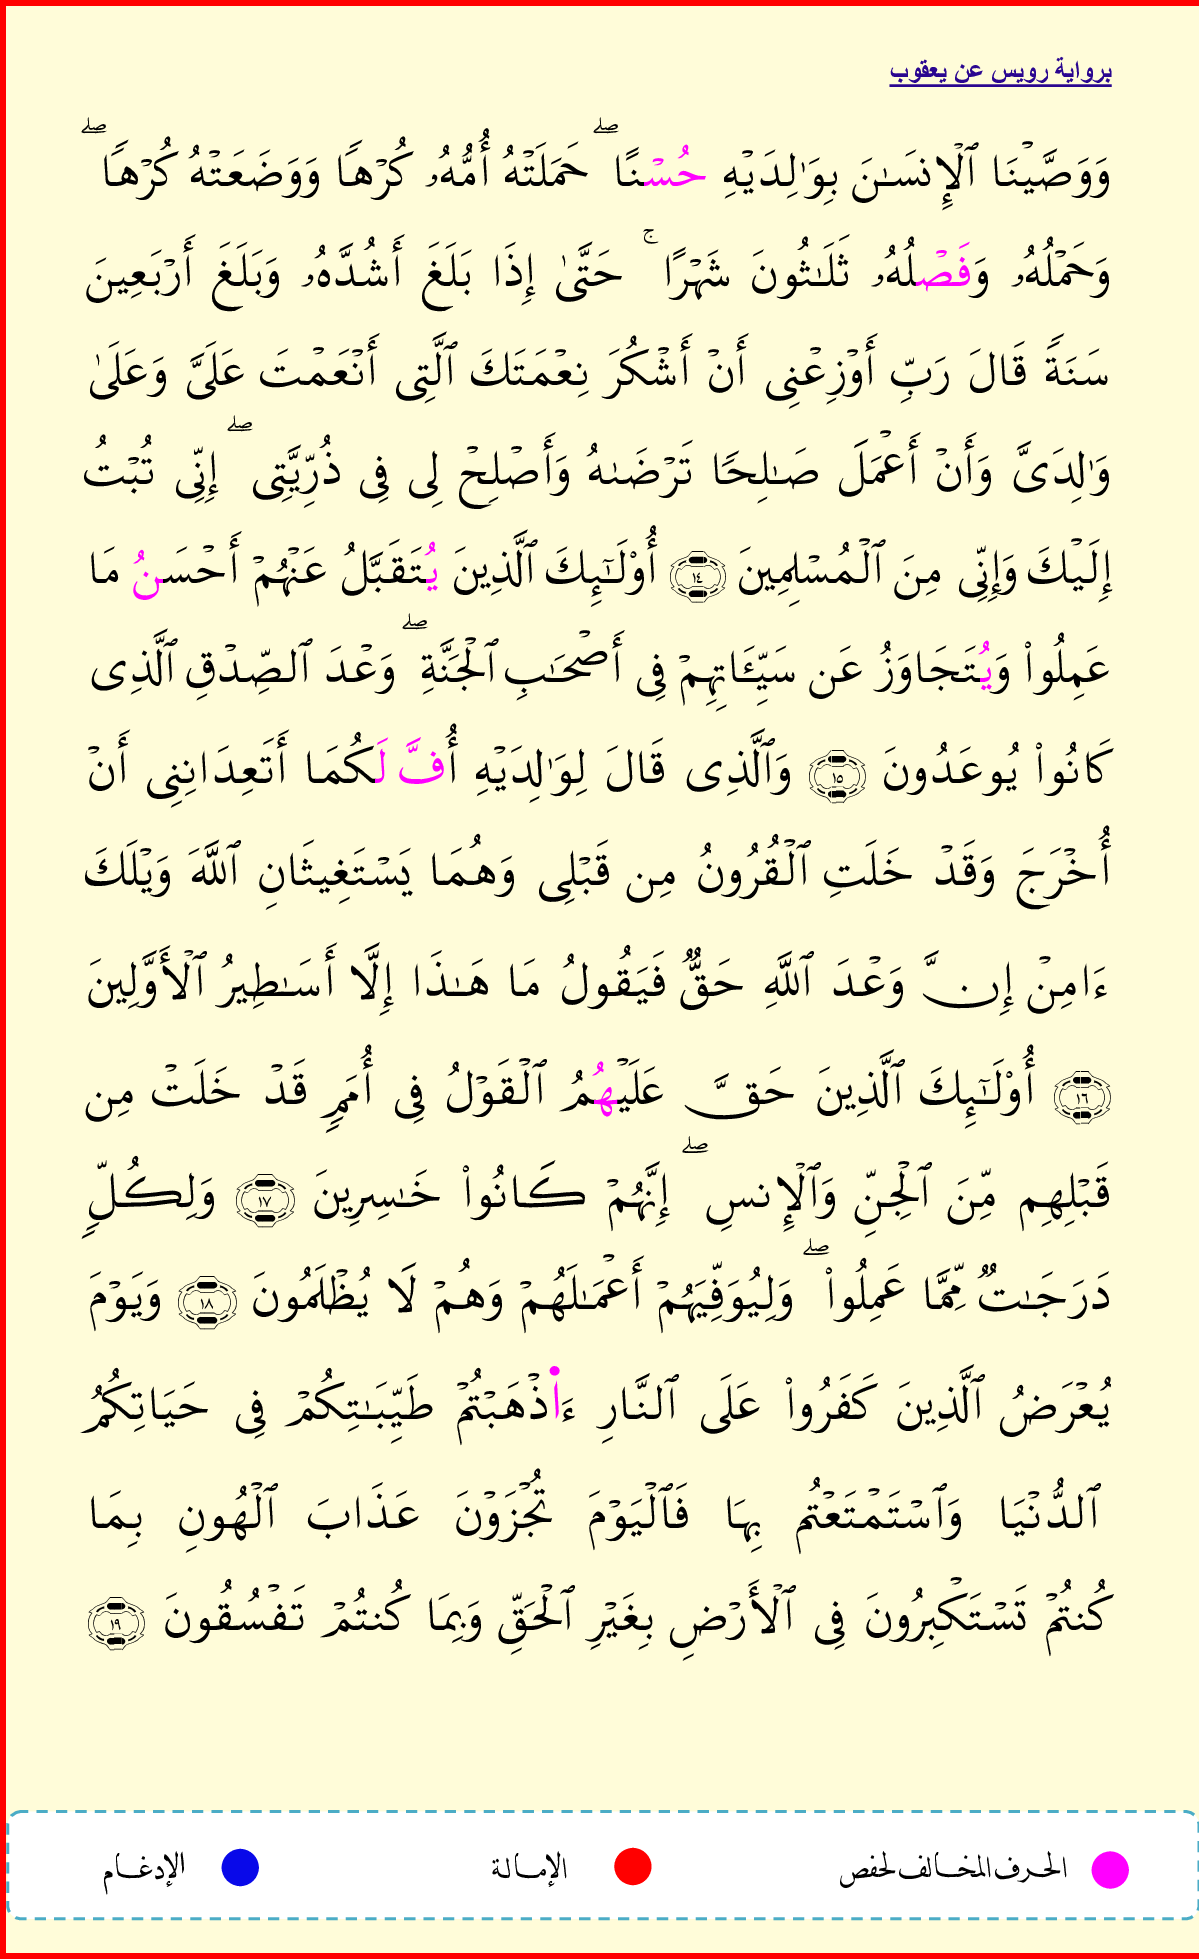 برواية رويس عن يعقوب
وَوَصَّيْنَا ٱلْإِنسَـٰنَ بِوَٰلِدَيْهِ حُسْنًا ۖ حَمَلَتْهُ أُمُّهُۥ كُرْهًا وَوَضَعَتْهُ كُرْهًا ۖ
وَحَمْلُهُۥ وَفَصْلُهُۥ ثَلَـٰثُونَ شَهْرًا ۚ حَتَّىٰٓ إِذَا بَلَغَ أَشُدَّهُۥ وَبَلَغَ أَرْبَعِينَ
سَنَةً قَالَ رَبِّ أَوْزِعْنِى أَنْ أَشْكُرَ نِعْمَتَكَ ٱلَّتِى أَنْعَمْتَ عَلَىَّ وَعَلَىٰ
وَٰلِدَىَّ وَأَنْ أَعْمَلَ صَـٰلِحًا تَرْضَىٰهُ وَأَصْلِحْ لِى فِى ذُرِّيَّتِى ۖ إِنِّى تُبْتُ
إِلَيْكَ وَإِنِّى مِنَ ٱلْمُسْلِمِينَ ١٤ أُوْلَـٰٓئِكَ ٱلَّذِينَ يُتَقَبَّلُ عَنْهُمْ أَحْسَنُ مَا
عَمِلُوا۟ وَيُتَجَاوَزُ عَن سَيِّـَٔاتِهِمْ فِى أَصْحَـٰبِ ٱلْجَنَّةِ ۖ وَعْدَ ٱلصِّدْقِ ٱلَّذِى
كَانُوا۟ يُوعَدُونَ ١٥ وَٱلَّذِى قَالَ لِوَٰلِدَيْهِ أُفَّ لَكُمَا أَتَعِدَانِنِى أَنْ
أُخْرَجَ وَقَدْ خَلَتِ ٱلْقُرُونُ مِن قَبْلِى وَهُمَا يَسْتَغِيثَانِ ٱللَّهَ وَيْلَكَ
ءَامِنْ إِنَّ وَعْدَ ٱللَّهِ حَقٌّ فَيَقُولُ مَا هَـٰذَا إِلَّا أَسَـٰطِيرُ ٱلْأَوَّلِينَ
١٦ أُوْلَـٰٓئِكَ ٱلَّذِينَ حَقَّ عَلَيْهُمُ ٱلْقَوْلُ فِى أُمَمٍ قَدْ خَلَتْ مِن
قَبْلِهِم مِّنَ ٱلْجِنِّ وَٱلْإِنسِ ۖ إِنَّهُمْ كَانُوا۟ خَـٰسِرِينَ ١٧ وَلِكُلٍّ
دَرَجَـٰتٌ مِّمَّا عَمِلُوا۟ ۖ وَلِيُوَفِّيَهُمْ أَعْمَـٰلَهُمْ وَهُمْ لَا يُظْلَمُونَ ١٨ وَيَوْمَ
يُعْرَضُ ٱلَّذِينَ كَفَرُوا۟ عَلَى ٱلنَّارِ ءَا۬ذْهَبْتُمْ طَيِّبَـٰتِكُمْ فِى حَيَاتِكُمُ
ٱلدُّنْيَا وَٱسْتَمْتَعْتُم بِهَا فَٱلْيَوْمَ تُجْزَوْنَ عَذَابَ ٱلْهُونِ بِمَا
كُنتُمْ تَسْتَكْبِرُونَ فِى ٱلْأَرْضِ بِغَيْرِ ٱلْحَقِّ وَبِمَا كُنتُمْ تَفْسُقُونَ ١٩
الحرف المخالف لحفص الإمالة الإدغام